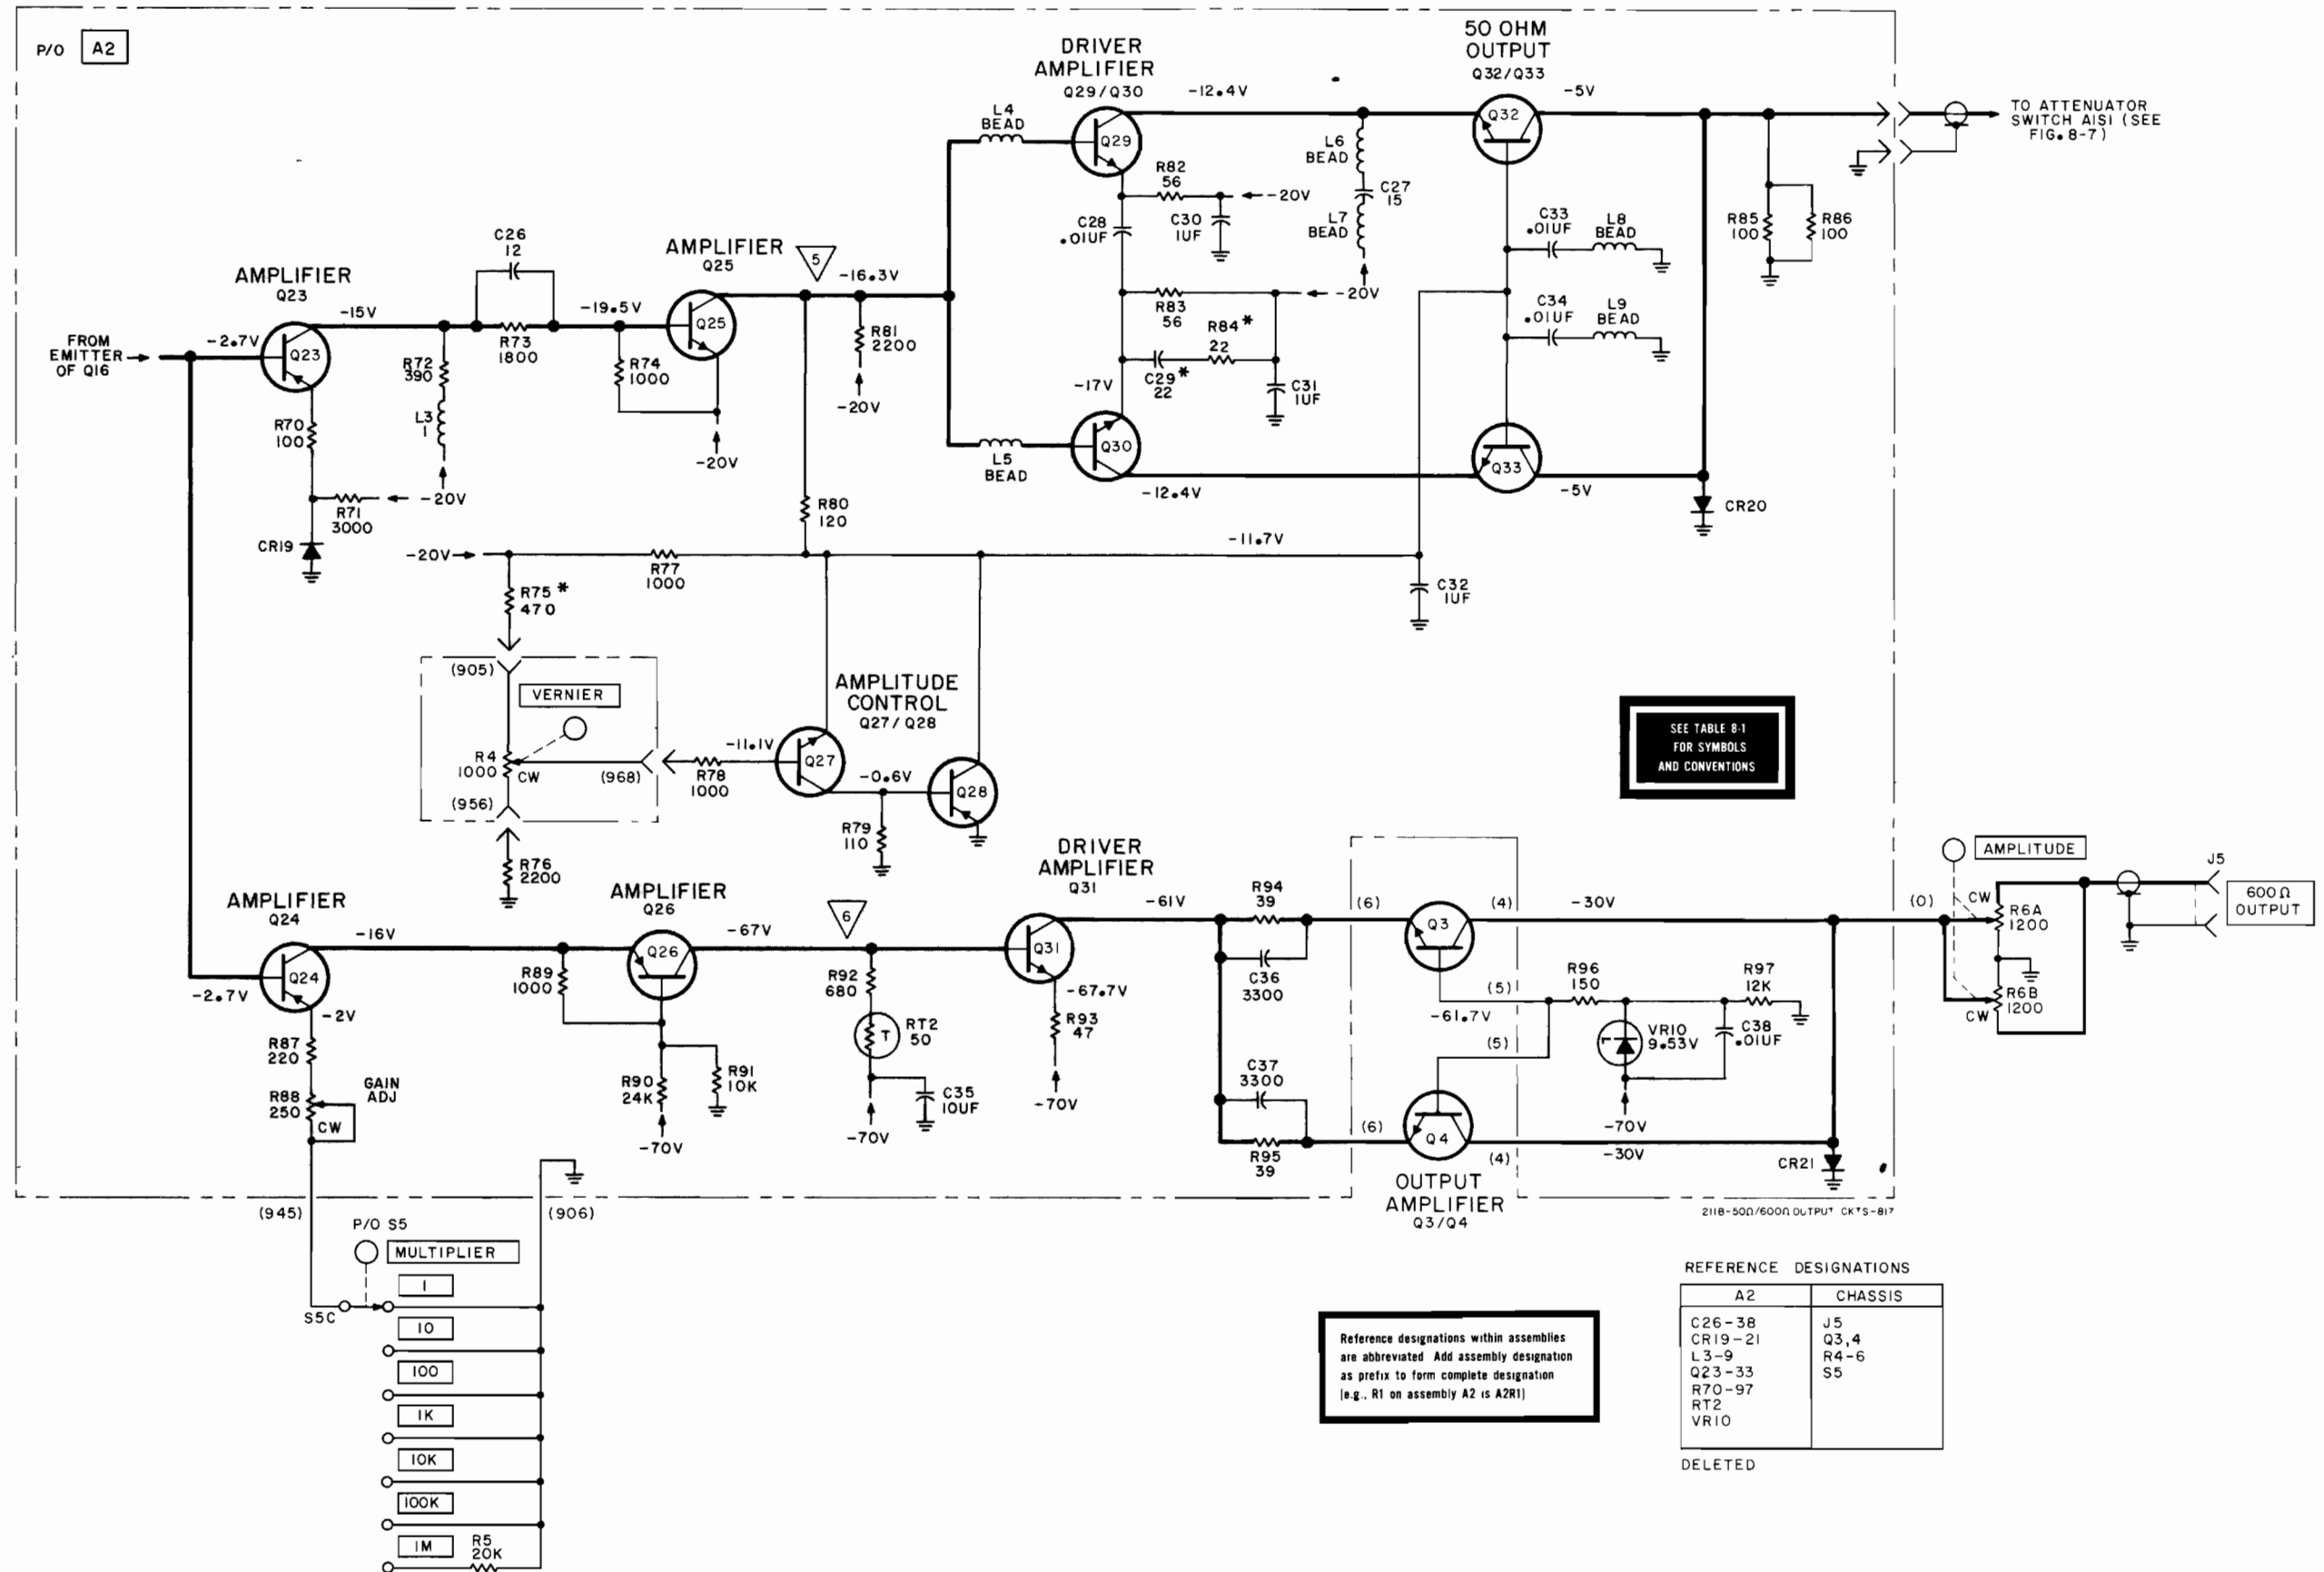 P/O A2
DRIVER
AMPLIFIER
Q29/Q30
50 OHM
OUTPUT
Q32/Q33
-12.4V
-5V
TO ATTENUATOR
SWITCH A1S1 (SEE
FIG. 8-7)
L4
BEAD
Q29
Q32
L6
BEAD
C27
15
L7
BEAD
-20V
R82
56
-20V
C28
.01UF
C30
1UF
C33
.01UF
L8
BEAD
R85
100
R86
100
AMPLIFIER
Q23
C26
12
AMPLIFIER
Q25
5
-16.3V
-15V
-19.5V
Q25
FROM
EMITTER
OF Q16
-2.7V
Q23
R73
1800
R72
390
R74
1000
R81
2200
-20V
R83
56
R84*
22
C34
.01UF
L9
BEAD
L3
1
-17V
C29*
22
C31
1UF
R70
100
-20V
-20V
R71
3000
CR19
L5
BEAD
Q30
-12.4V
Q33
-5V
CR20
R80
120
-20V
R77
1000
-11.7V
R75*
470
C32
1UF
(905)
VERNIER
AMPLITUDE
CONTROL
Q27/Q28
R4
1000
CW
(968)
(956)
R78
1000
-11.1V
Q27
-0.6V
Q28
R79
110
R76
2200
SEE TABLE 8-1
FOR SYMBOLS
AND CONVENTIONS
AMPLIFIER
Q24
AMPLIFIER
Q26
DRIVER
AMPLIFIER
Q31
-16V
-67V
6
-61V
R94
39
(6)
Q3
(4)
-30V
(0)
AMPLITUDE
CW
R6A
1200
R6B
1200
CW
J5
600Ω
OUTPUT
Q24
-2.7V
-2V
R89
1000
Q26
R92
680
Q31
-67.7V
C36
3300
(5)
-61.7V
R96
150
R97
12K
R87
220
RT2
50
T
R93
47
(5)
VR10
9.53V
C38
.01UF
R88
250
GAIN
ADJ
CW
R90
24K
R91
10K
-70V
C35
10UF
-70V
-70V
C37
3300
R95
39
(6)
Q4
(4)
-70V
-30V
CR21
OUTPUT
AMPLIFIER
Q3/Q4
2118-50Ω/600Ω OUTPUT CKTS-817
(945)
(906)
P/O S5
MULTIPLIER
S5C
1
10
100
1K
10K
100K
1M
R5
20K
Reference designations within assemblies
are abbreviated Add assembly designation
as prefix to form complete designation
(e.g., R1 on assembly A2 is A2R1)
REFERENCE DESIGNATIONS
A2 CHASSIS
C26-38 J5
CR19-21 Q3,4
L3-9 R4-6
Q23-33 S5
R70-97
RT2
VR10
DELETED